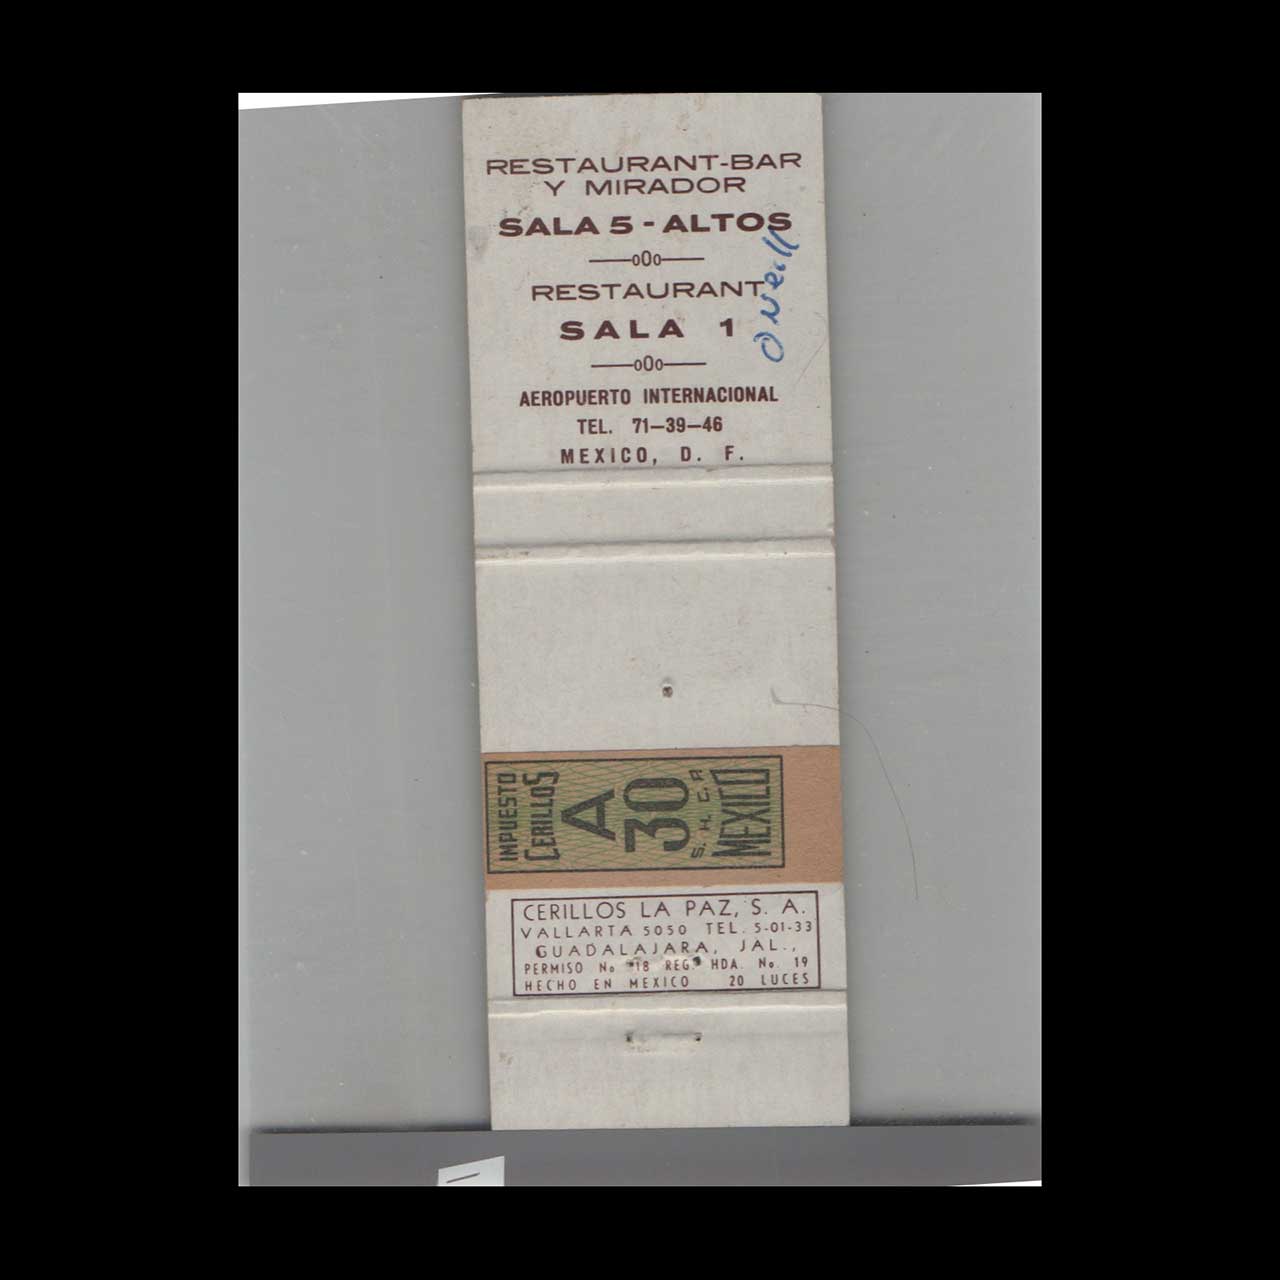 RESTAURANT-BAR
Y MIRADOR
SALA 5 - ALTOS
oOo
RESTAURANT
SALA 1
oOo
AEROPUERTO INTERNACIONAL
TEL. 71-39-46
MEXICO, D. F.
O'Neill
IMPUESTO
CERILLOS
A
30
S. H. C. P.
MEXICO
CERILLOS LA PAZ, S. A.
VALLARTA 5050 TEL. 5-01-33
GUADALAJARA, JAL.,
PERMISO No 18 REG. HDA. No. 19
HECHO EN MEXICO 20 LUCES